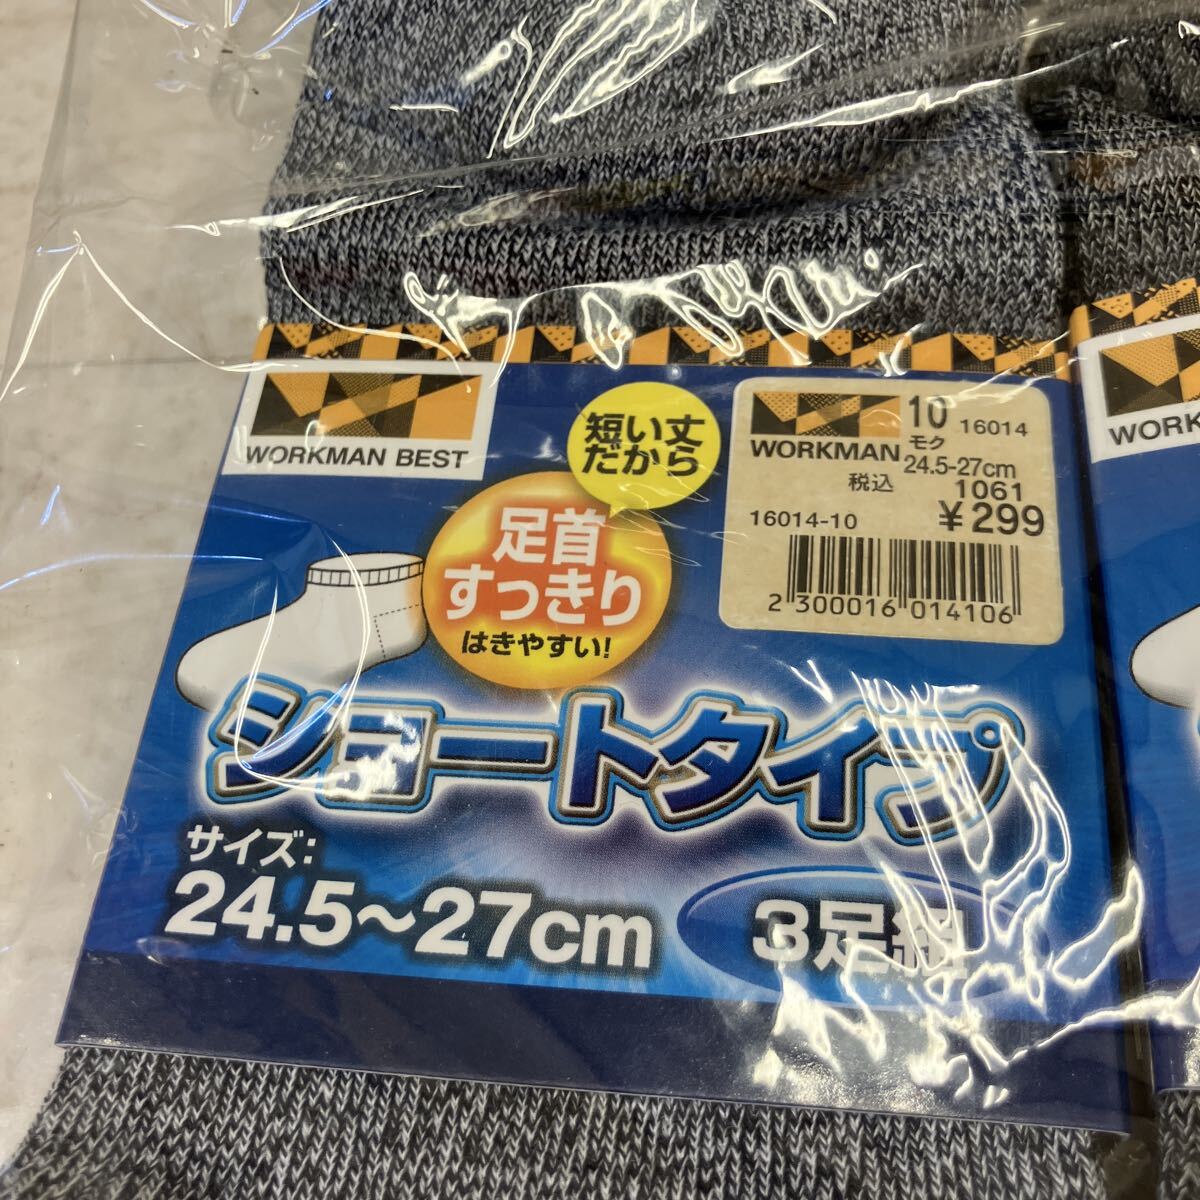 WORKMAN BEST
短い丈
だから
足首
すっきり
はきやすい!
WORKMAN
10 16014
モク
24.5-27cm
税込 1061
¥299
16014-10
2 300016 014106
ショートタイプ
サイズ:
24.5~27cm
3足組
WORKMAN